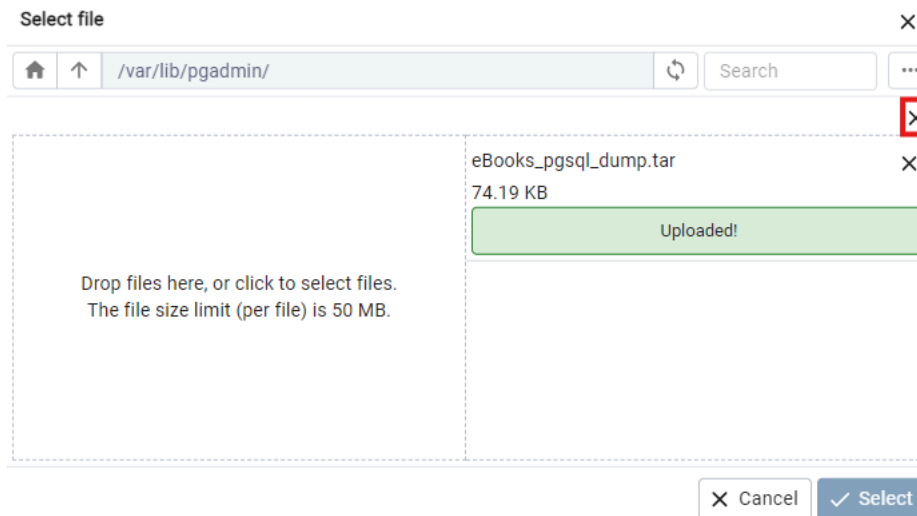 Select file
/var/lib/pgadmin/
Search
eBooks_pgsql_dump.tar
74.19 KB
Uploaded!
Drop files here, or click to select files.
The file size limit (per file) is 50 MB.
Cancel
Select